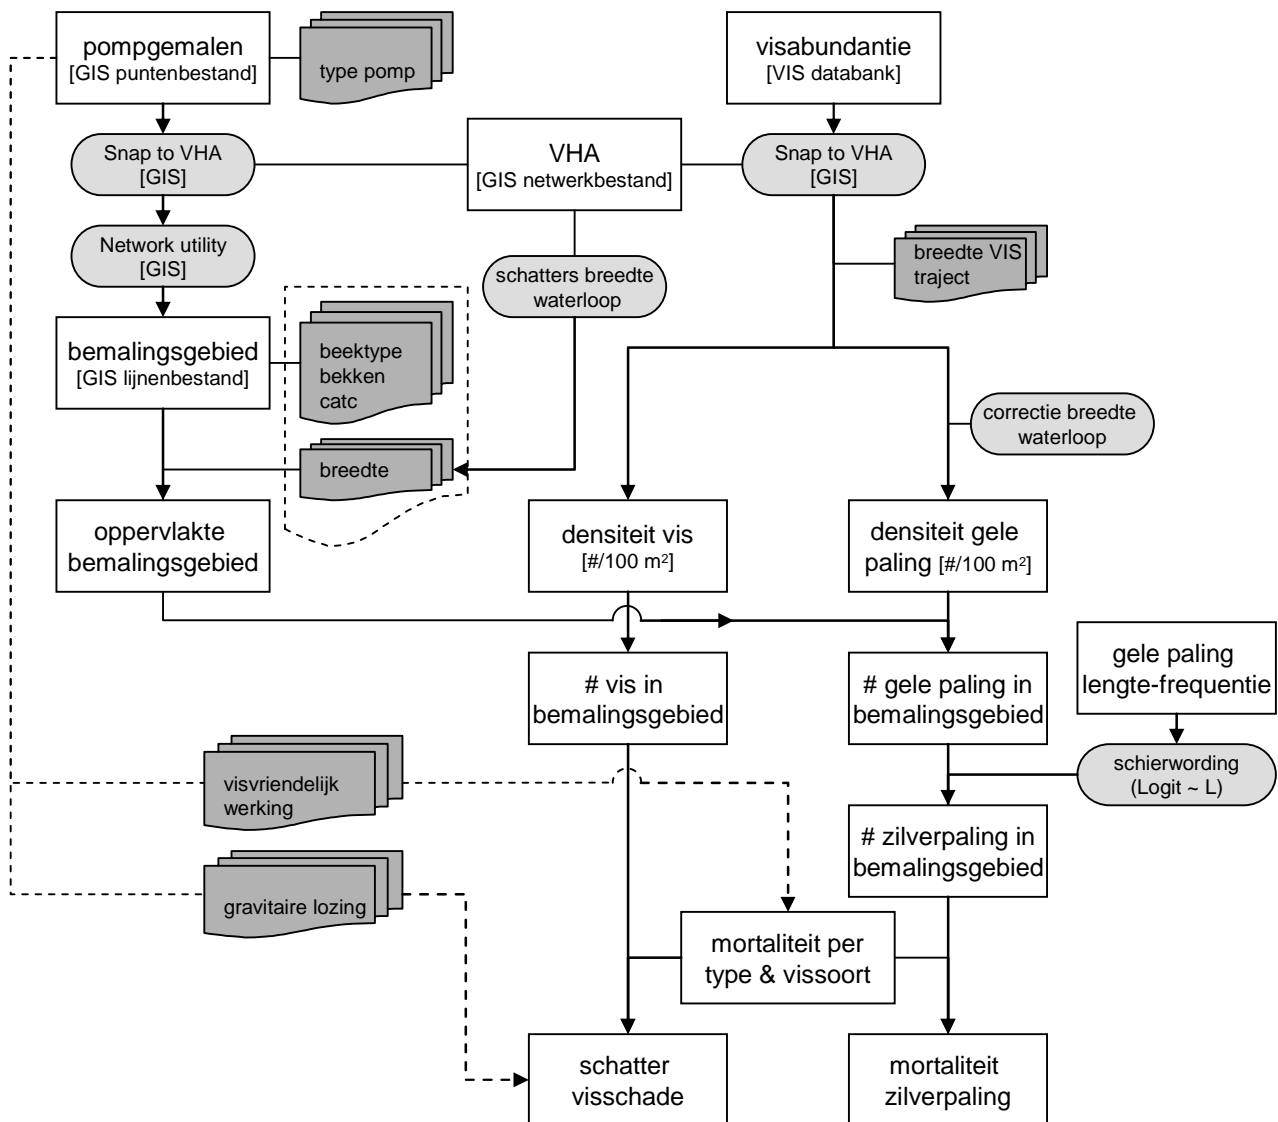 pompgemalen
[GIS puntenbestand]
type pomp
visabundantie
[VIS databank]
Snap to VHA
[GIS]
VHA
[GIS netwerkbestand]
Snap to VHA
[GIS]
Network utility
[GIS]
schatters breedte
waterloop
breedte VIS
traject
bemalingsgebied
[GIS lijnenbestand]
beektype
bekken
catc
correctie breedte
waterloop
breedte
oppervlakte
bemalingsgebied
densiteit vis
[#/100 m²]
densiteit gele
paling [#/100 m²]
# vis in
bemalingsgebied
# gele paling in
bemalingsgebied
gele paling
lengte-frequentie
visvriendelijk
werking
schierwording
(Logit ~ L)
# zilverpaling in
bemalingsgebied
gravitaire lozing
mortaliteit per
type & vissoort
schatter
visschade
mortaliteit
zilverpaling